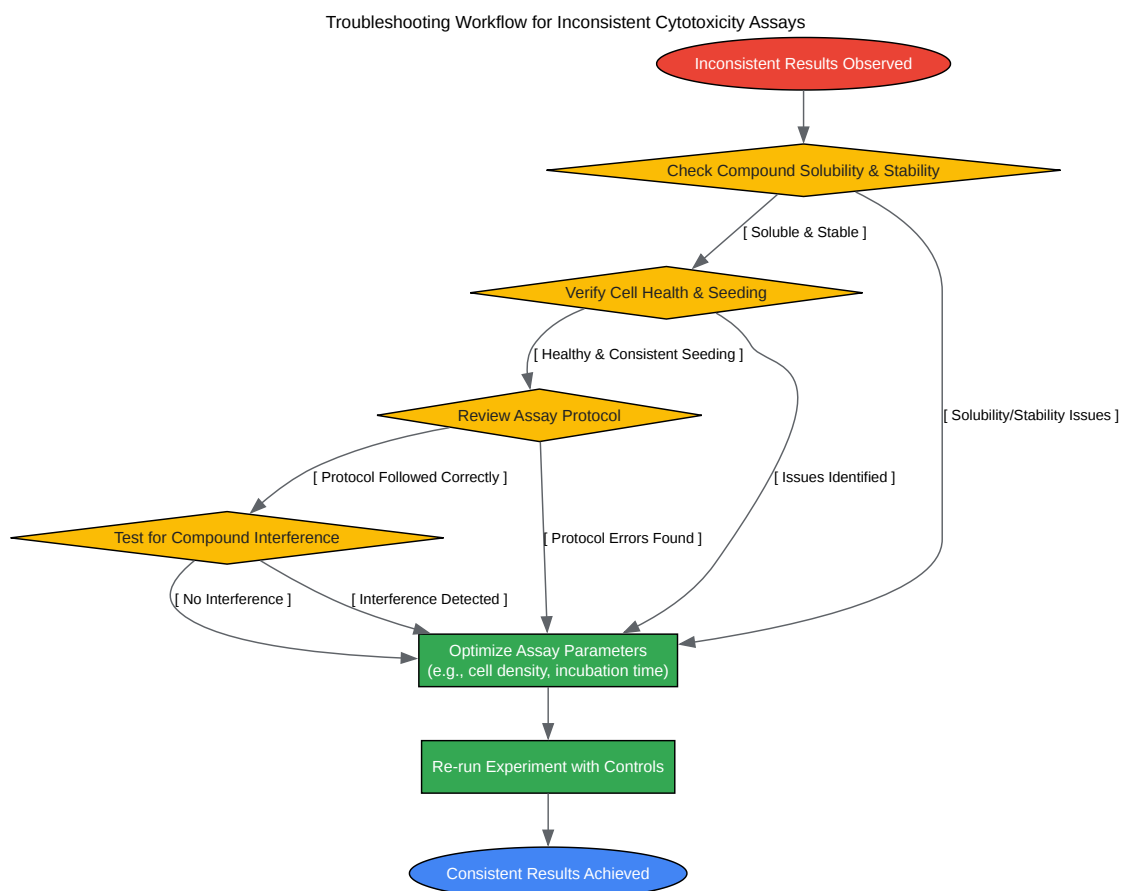 Troubleshooting Workflow for Inconsistent Cytotoxicity Assays
Inconsistent Results Observed
Check Compound Solubility & Stability
[ Soluble & Stable ]
Verify Cell Health & Seeding
[ Healthy & Consistent Seeding ]
Review Assay Protocol
[ Solubility/Stability Issues ]
[ Protocol Followed Correctly ]
[ Issues Identified ]
Test for Compound Interference
[ Protocol Errors Found ]
[ No Interference ]
[ Interference Detected ]
Optimize Assay Parameters
(e.g., cell density, incubation time)
Re-run Experiment with Controls
Consistent Results Achieved